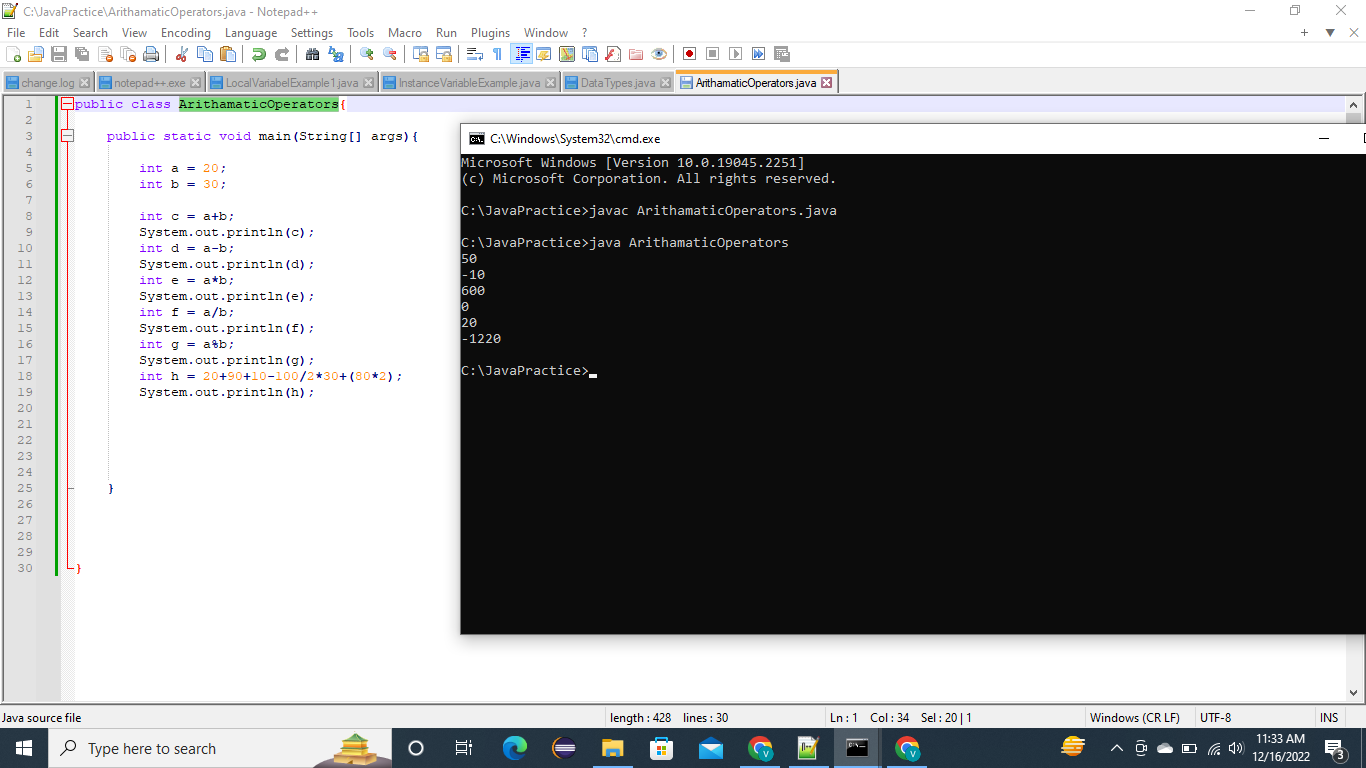 C:\JavaPractice\ArithamaticOperators.java - Notepad++
File Edit Search View Encoding Language Settings Tools Macro Run Plugins Window ?
change.log notepad++.exe LocalVariabelExample1.java InstanceVariableExample.java DataTypes.java ArithamaticOperators.java
1 public class ArithamaticOperators{
2
3 public static void main(String[] args){
4
5 int a = 20;
6 int b = 30;
7
8 int c = a+b;
9 System.out.println(c);
10 int d = a-b;
11 System.out.println(d);
12 int e = a*b;
13 System.out.println(e);
14 int f = a/b;
15 System.out.println(f);
16 int g = a%b;
17 System.out.println(g);
18 int h = 20+90+10-100/2*30+(80*2);
19 System.out.println(h);
20
21
22
23
24
25 }
26
27
28
29
30 }
C:\Windows\System32\cmd.exe
Microsoft Windows [Version 10.0.19045.2251]
(c) Microsoft Corporation. All rights reserved.
C:\JavaPractice>javac ArithamaticOperators.java
C:\JavaPractice>java ArithamaticOperators
50
-10
600
0
20
-1220
C:\JavaPractice>
Java source file length : 428 lines : 30 Ln : 1 Col : 34 Sel : 20 | 1 Windows (CR LF) UTF-8 INS
Type here to search
11:33 AM
12/16/2022
3